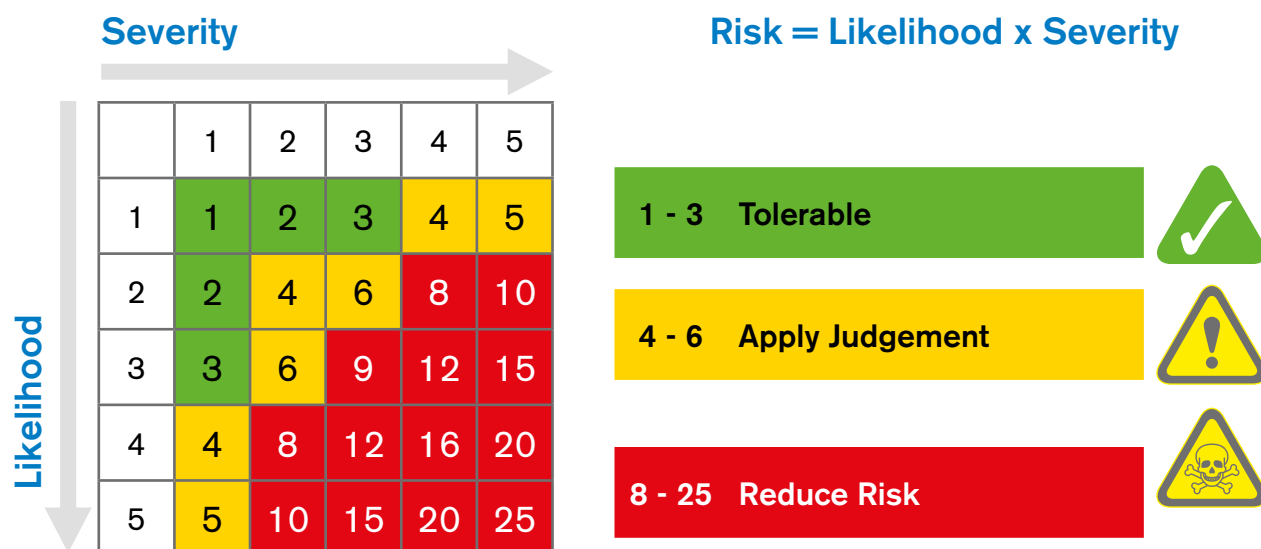 Severity
Risk = Likelihood x Severity
Likelihood
1 2 3 4 5
1 1 2 3 4 5
2 2 4 6 8 10
3 3 6 9 12 15
4 4 8 12 16 20
5 5 10 15 20 25
1 - 3 Tolerable
4 - 6 Apply Judgement
8 - 25 Reduce Risk